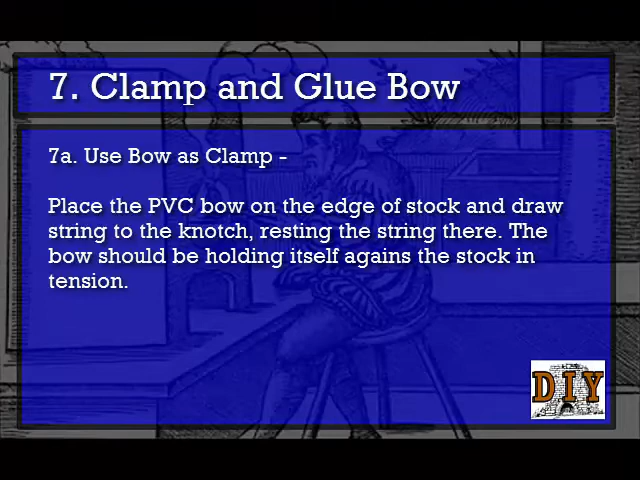 7. Clamp and Glue Bow
7a. Use Bow as Clamp -
Place the PVC bow on the edge of stock and draw
string to the knotch, resting the string there. The
bow should be holding itself agains the stock in
tension.
DIY